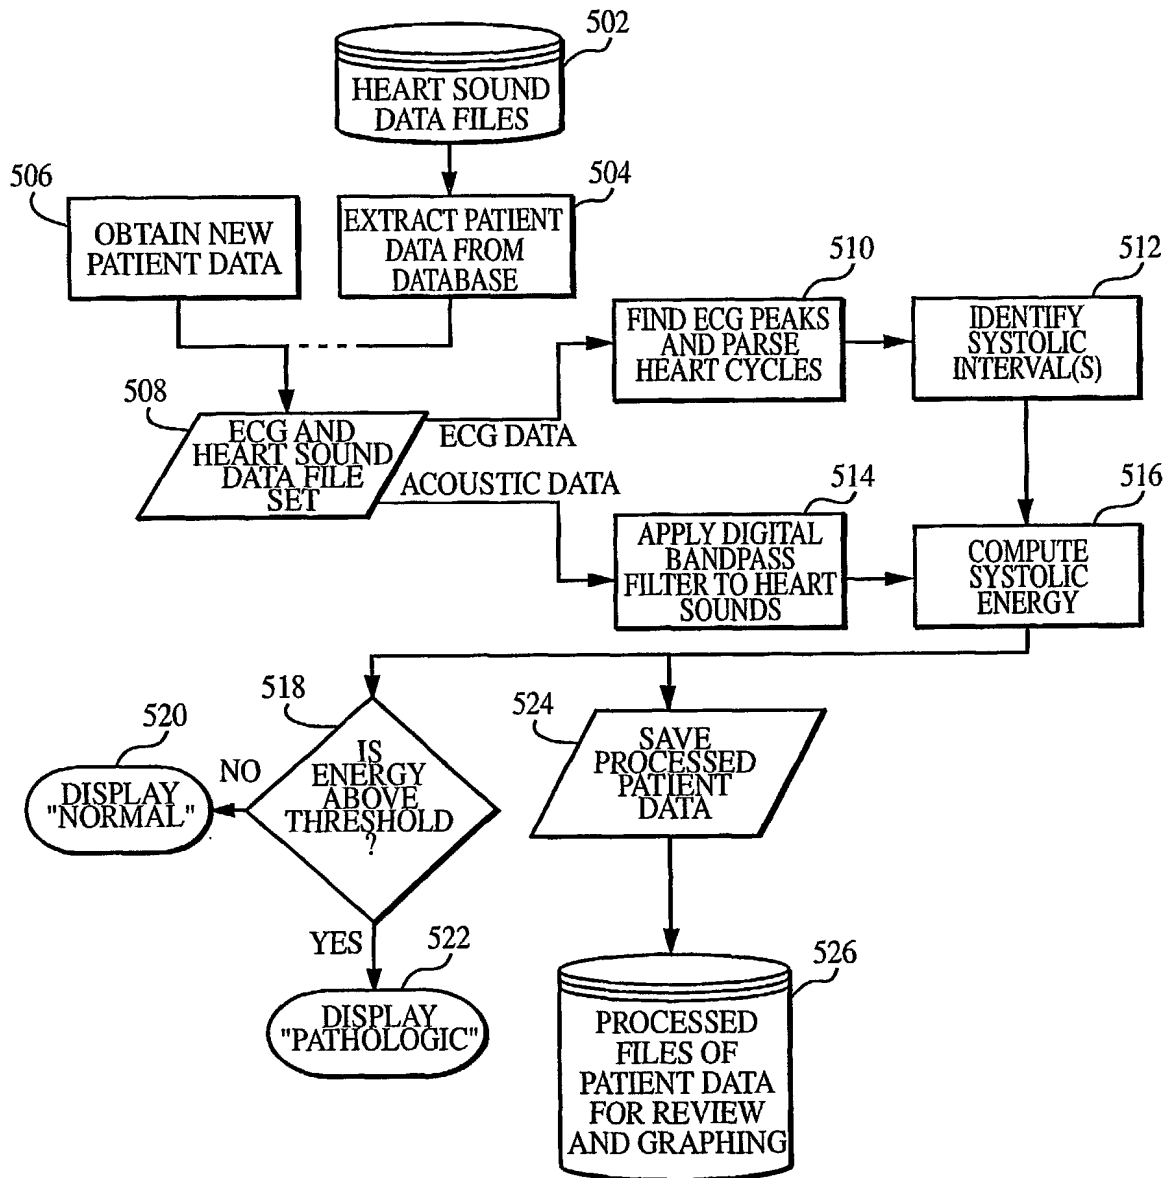 502
HEART SOUND
DATA FILES
506
OBTAIN NEW
PATIENT DATA
504
EXTRACT PATIENT
DATA FROM
DATABASE
510
FIND ECG PEAKS
AND PARSE
HEART CYCLES
512
IDENTIFY
SYSTOLIC
INTERVAL(S)
508
ECG AND
HEART SOUND
DATA FILE
SET
ECG DATA
ACOUSTIC DATA
514
APPLY DIGITAL
BANDPASS
FILTER TO HEART
SOUNDS
516
COMPUTE
SYSTOLIC
ENERGY
518
IS
ENERGY
ABOVE
THRESHOLD
?
NO
520
DISPLAY
"NORMAL"
YES
522
DISPLAY
"PATHOLOGIC"
524
SAVE
PROCESSED
PATIENT
DATA
526
PROCESSED
FILES OF
PATIENT DATA
FOR REVIEW
AND GRAPHING